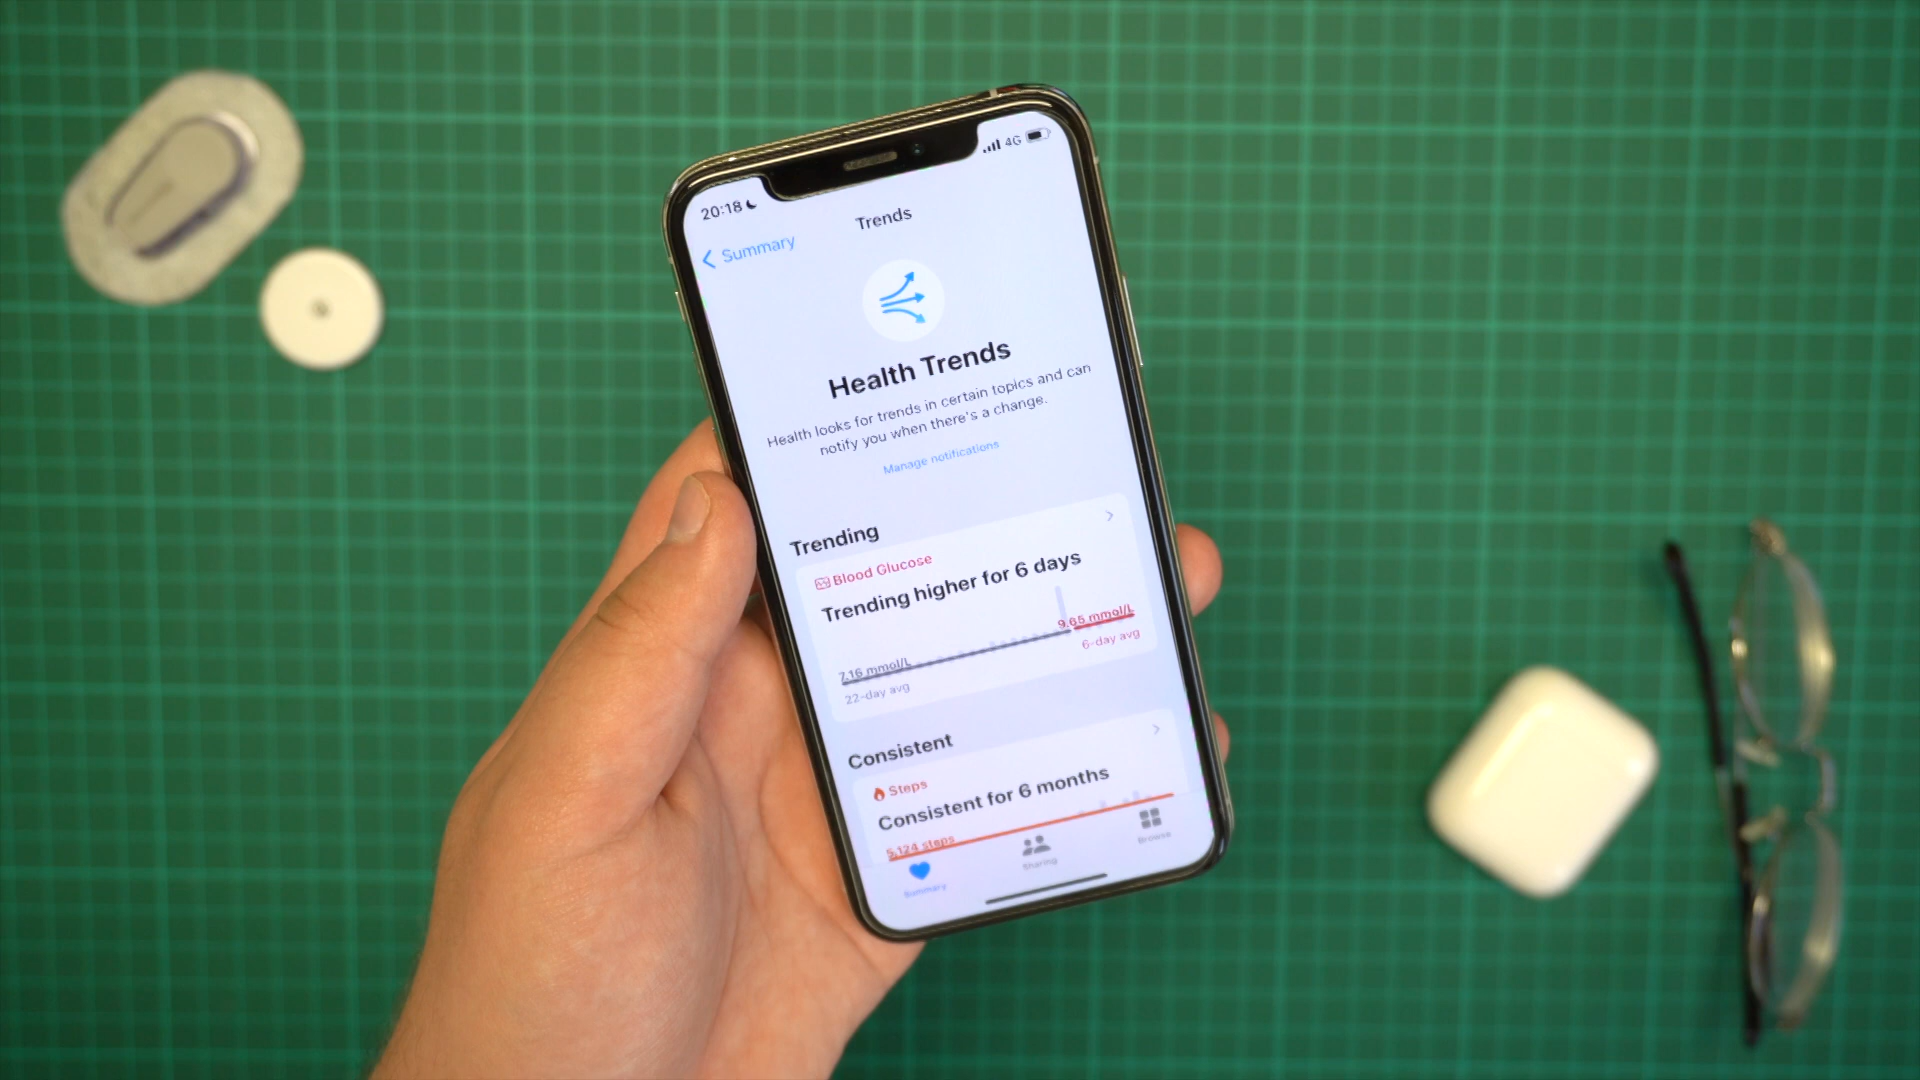 20:18
4G
Trends
Summary
Health Trends
Health looks for trends in certain topics and can
notify you when there's a change.
Manage notifications
Trending
Blood Glucose
Trending higher for 6 days
9.65 mmol/L
6-day avg
7.16 mmol/L
22-day avg
Consistent
Steps
Consistent for 6 months
5,124 steps
Summary
Sharing
Browse